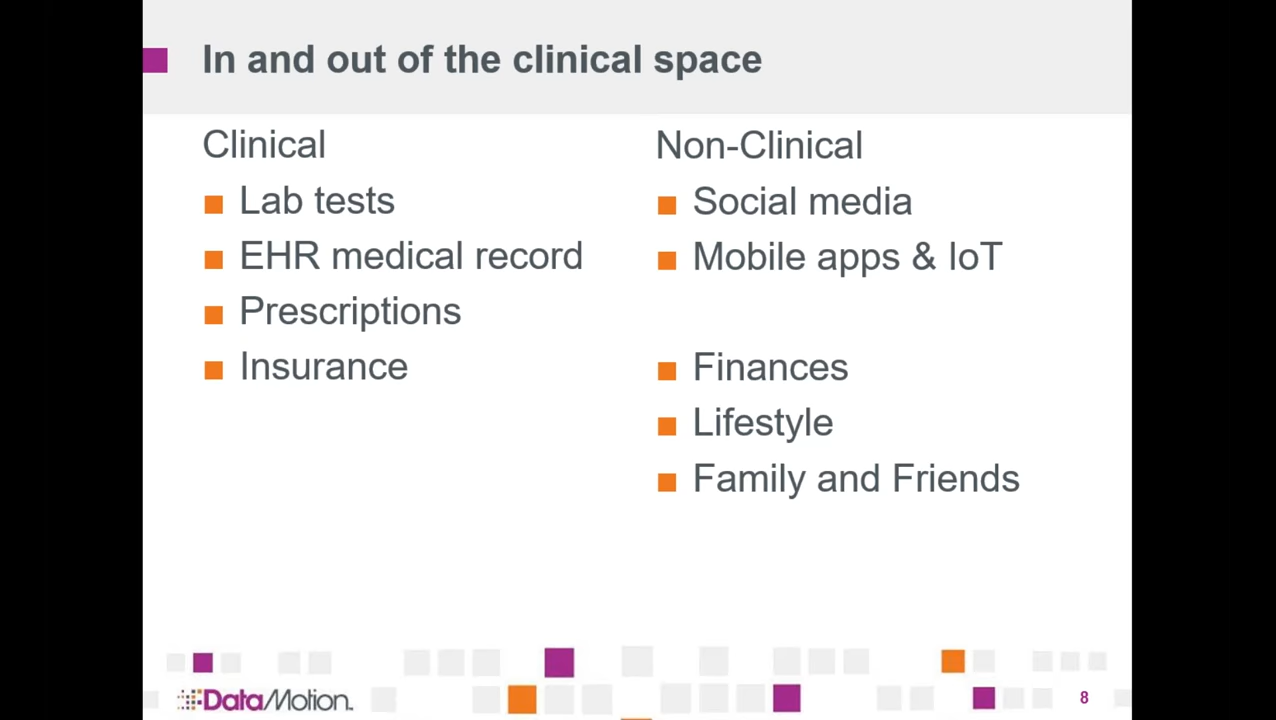 In and out of the clinical space
Clinical
Lab tests
EHR medical record
Prescriptions
Insurance
Non-Clinical
Social media
Mobile apps & IoT
Finances
Lifestyle
Family and Friends
DataMotion
8